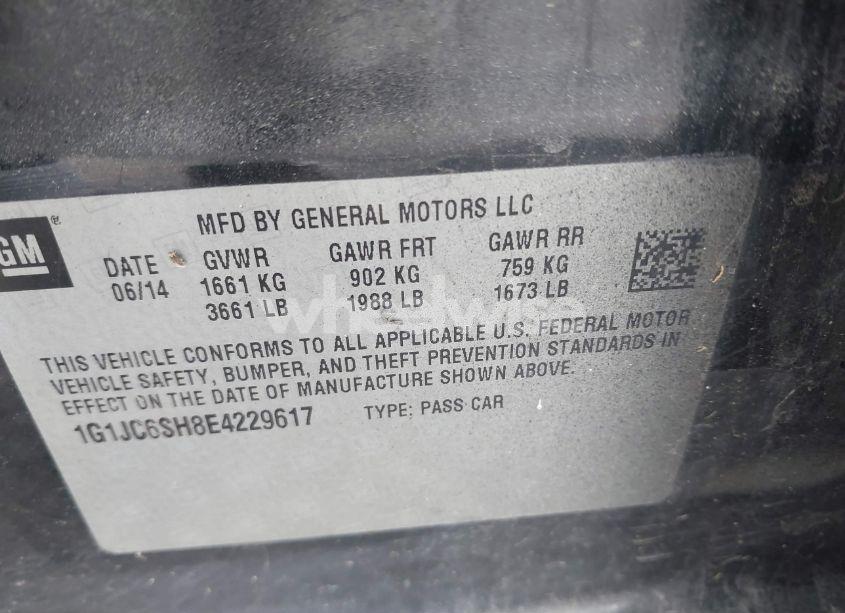 GM®
MFD BY GENERAL MOTORS LLC
DATE GVWR GAWR FRT GAWR RR
06/14 1661 KG 902 KG 759 KG
3661 LB 1988 LB 1673 LB
THIS VEHICLE CONFORMS TO ALL APPLICABLE U.S. FEDERAL MOTOR
VEHICLE SAFETY, BUMPER, AND THEFT PREVENTION STANDARDS IN
EFFECT ON THE DATE OF MANUFACTURE SHOWN ABOVE.
1G1JC6SH8E4229617 TYPE: PASS CAR
wheelwise